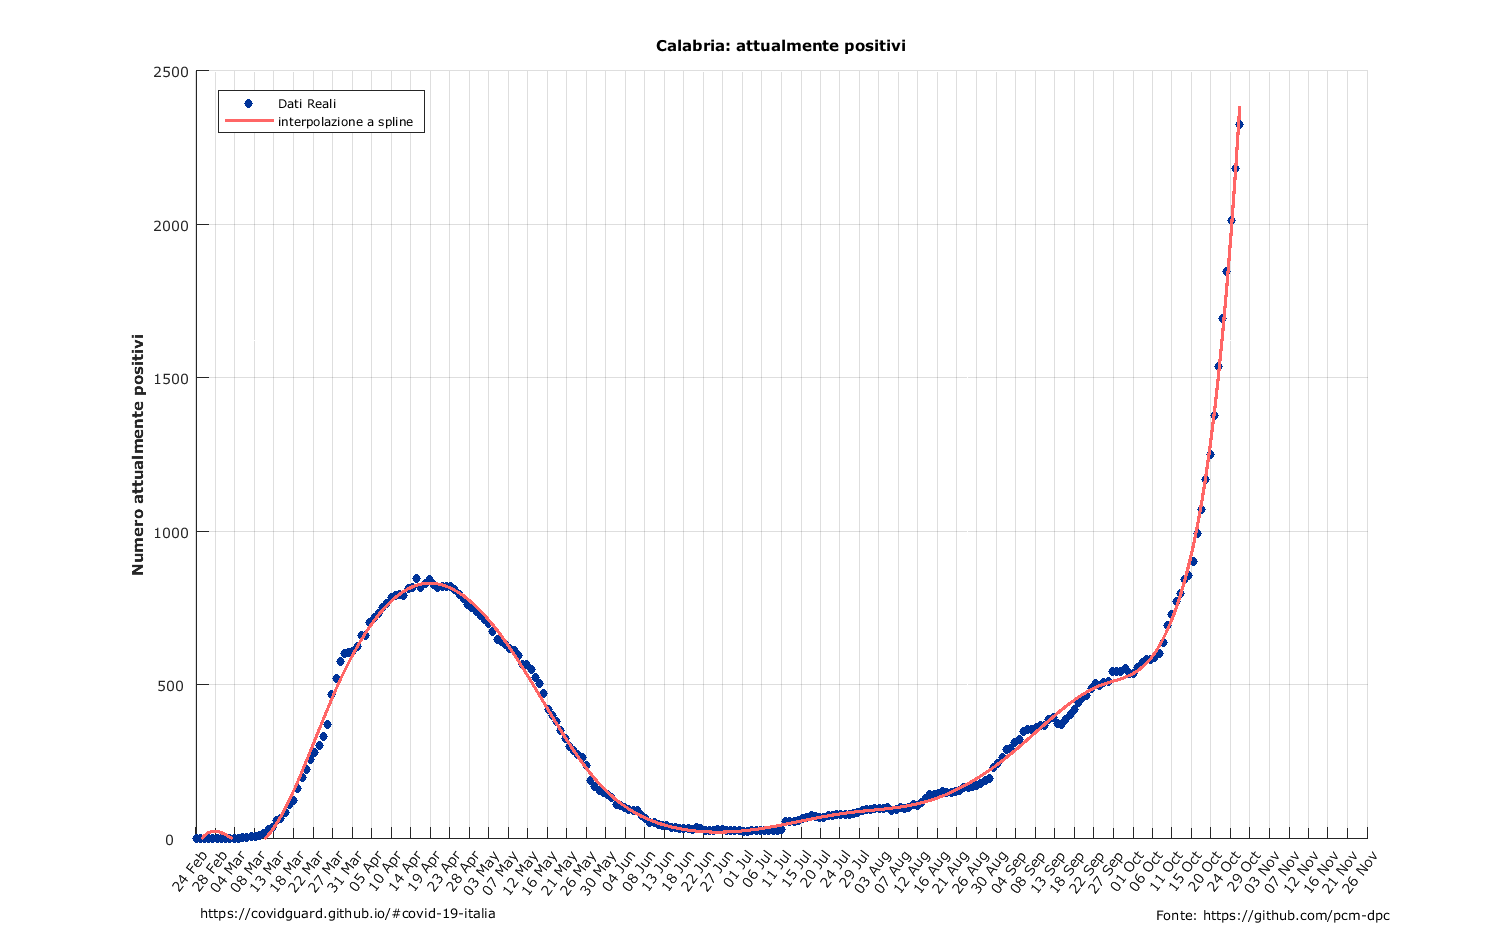 Calabria: attualmente positivi
2500
2000
1500
1000
500
0
Numero attualmente positivi
Dati Reali
interpolazione a spline
24 Feb
28 Feb
04 Mar
08 Mar
13 Mar
18 Mar
22 Mar
27 Mar
31 Mar
05 Apr
10 Apr
14 Apr
19 Apr
23 Apr
28 Apr
03 May
07 May
12 May
16 May
21 May
26 May
30 May
04 Jun
08 Jun
13 Jun
18 Jun
22 Jun
27 Jun
01 Jul
06 Jul
11 Jul
15 Jul
20 Jul
24 Jul
29 Jul
03 Aug
07 Aug
12 Aug
16 Aug
21 Aug
26 Aug
30 Aug
04 Sep
08 Sep
13 Sep
18 Sep
22 Sep
27 Sep
01 Oct
06 Oct
11 Oct
15 Oct
20 Oct
24 Oct
29 Oct
03 Nov
07 Nov
12 Nov
16 Nov
21 Nov
26 Nov
https://covidguard.github.io/#covid-19-italia
Fonte: https://github.com/pcm-dpc